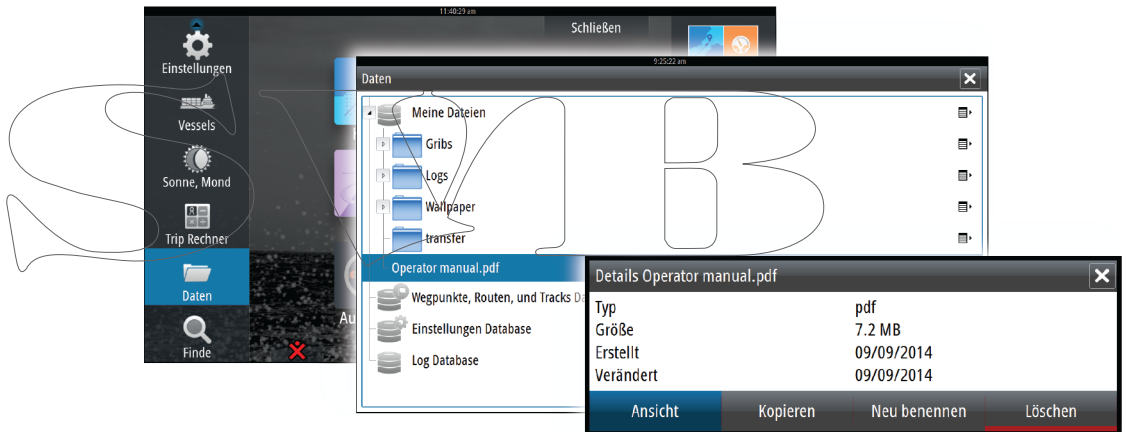 11:40:29 am
Schließen
Einstellungen
Vessels
Sonne, Mond
Trip Rechner
Daten
Finde
Au
9:25:22 am
Daten
Meine Dateien
Gribs
Logs
Wallpaper
transfer
Operator manual.pdf
Wegpunkte, Routen, und Tracks Da
Einstellungen Database
Log Database
Details Operator manual.pdf
Typ pdf
Größe 7.2 MB
Erstellt 09/09/2014
Verändert 09/09/2014
Ansicht Kopieren Neu benennen Löschen